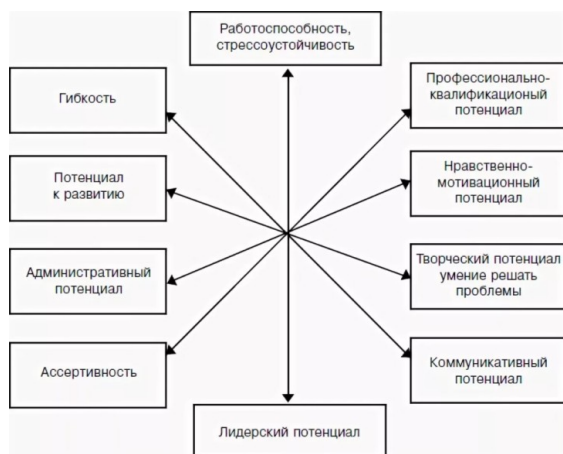 Работоспособность,
стрессоустойчивость
Гибкость
Профессионально-
квалификационый
потенциал
Потенциал
к развитию
Нравственно-
мотивационный
потенциал
Административный
потенциал
Творческий потенциал
умение решать
проблемы
Ассертивность
Коммуникативный
потенциал
Лидерский потенциал